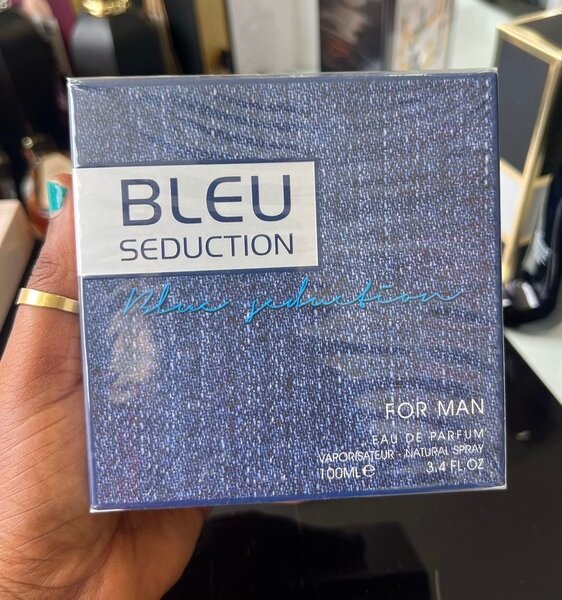 BLEU
SEDUCTION
Blue seduction
FOR MAN
EAU DE PARFUM
VAPORISATEUR - NATURAL SPRAY
100ML e 3.4 FL OZ